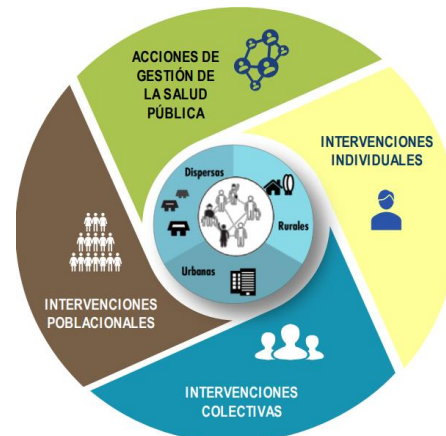 ACCIONES DE
GESTIÓN DE
LA SALUD
PÚBLICA
INTERVENCIONES
INDIVIDUALES
Dispersas
Rurales
Urbanas
INTERVENCIONES
POBLACIONALES
INTERVENCIONES
COLECTIVAS